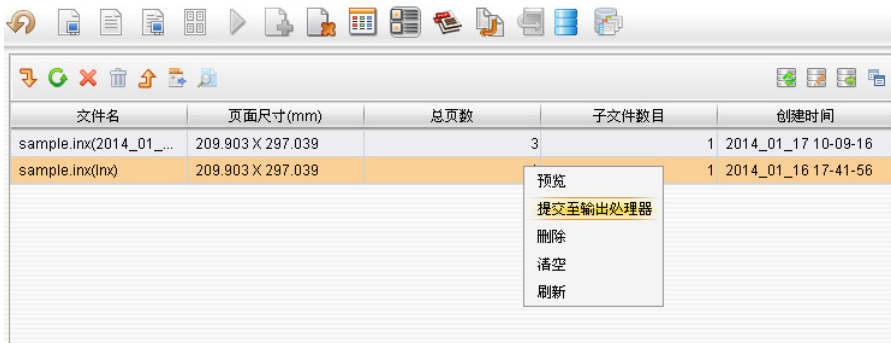 文件名 页面尺寸(mm) 总页数 子文件数目 创建时间
sample.inx(2014_01_... 209.903 X 297.039 3 1 2014_01_17 10-09-16
sample.inx(Inx) 209.903 X 297.039 1 2014_01_16 17-41-56
预览
提交至输出处理器
删除
清空
刷新